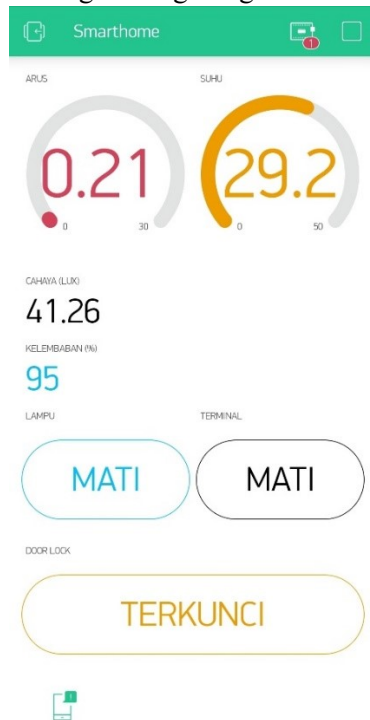 Smarthome
1
ARUS
SUHU
0.21
29.2
0
30
0
50
CAHAYA (LUX)
41.26
KELEMBABAN (%)
95
LAMPU
TERMINAL
MATI
MATI
DOOR LOCK
TERKUNCI